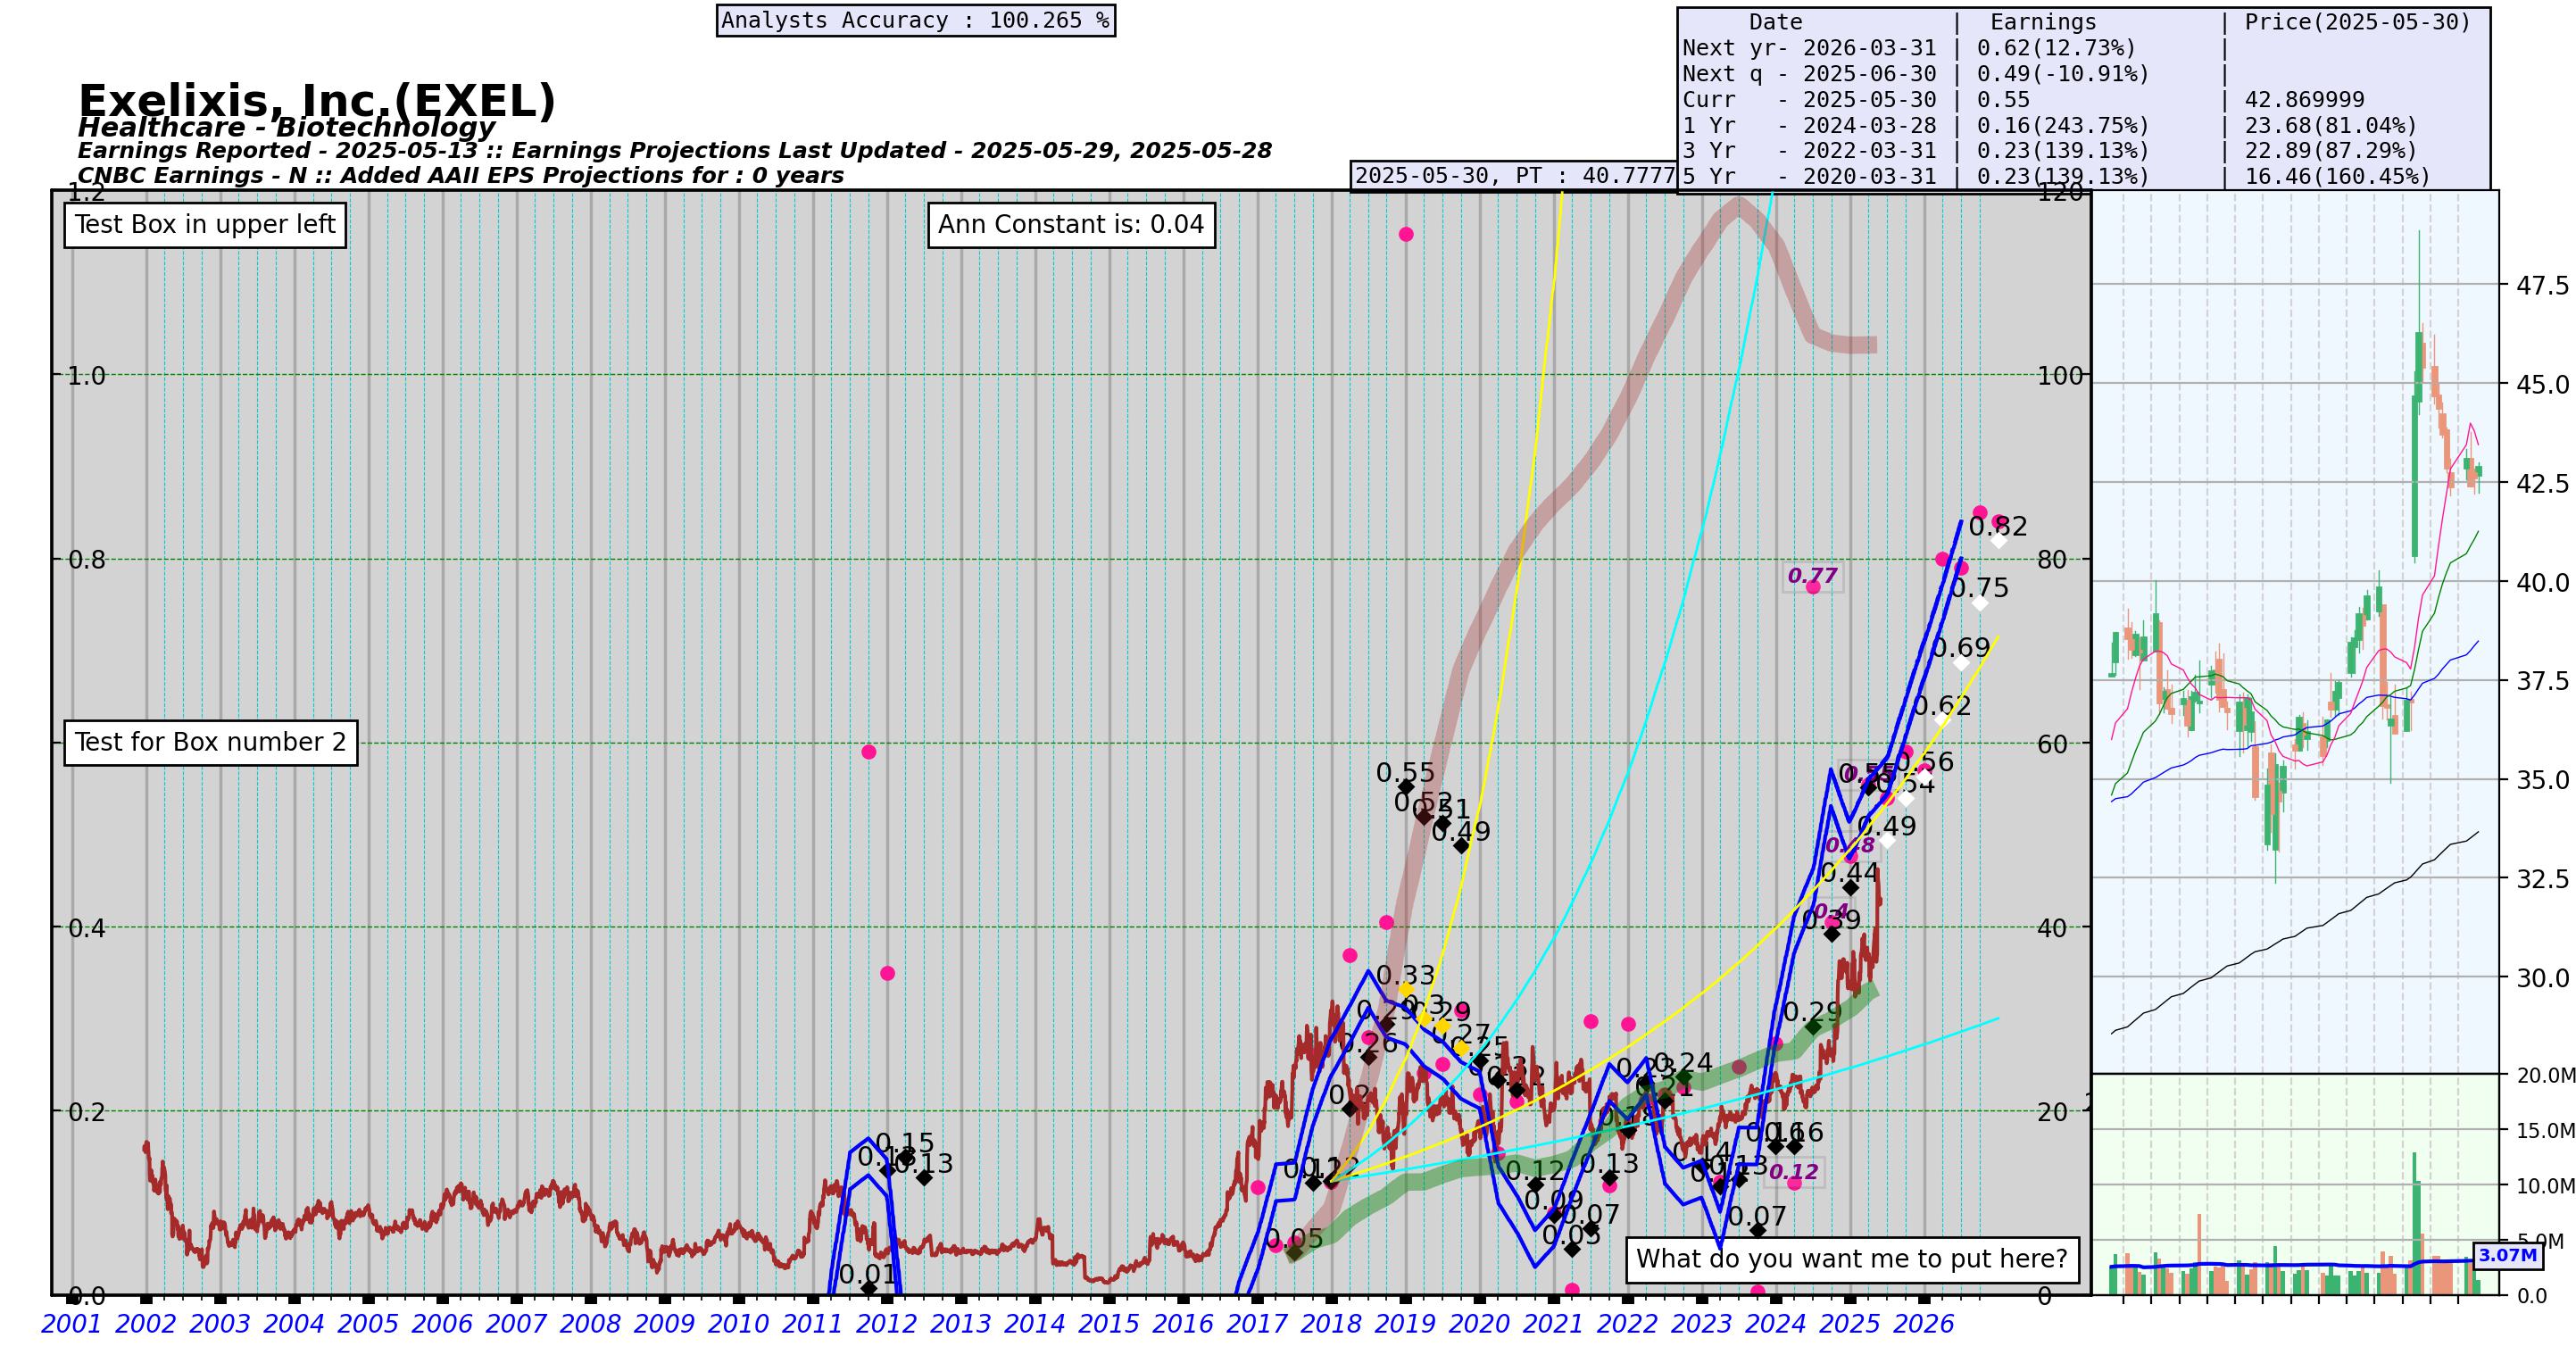 Analysts Accuracy : 100.265 %
Date | Earnings | Price(2025-05-30)
Next yr- 2026-03-31 | 0.62(12.73%) |
Next q - 2025-06-30 | 0.49(-10.91%) |
Curr - 2025-05-30 | 0.55 | 42.869999
1 Yr - 2024-03-28 | 0.16(243.75%) | 23.68(81.04%)
3 Yr - 2022-03-31 | 0.23(139.13%) | 22.89(87.29%)
5 Yr - 2020-03-31 | 0.23(139.13%) | 16.46(160.45%)
Exelixis, Inc.(EXEL)
Healthcare - Biotechnology
Earnings Reported - 2025-05-13 :: Earnings Projections Last Updated - 2025-05-29, 2025-05-28
CNBC Earnings - N :: Added AAII EPS Projections for : 0 years
2025-05-30, PT : 40.7777
Test Box in upper left
Ann Constant is: 0.04
Test for Box number 2
What do you want me to put here?
1.2
1.0
0.8
0.4
0.2
0.0
120
100
80
60
40
20
0
47.5
45.0
42.5
40.0
37.5
35.0
32.5
30.0
20.0M
15.0M
10.0M
5.0M
3.07M
0.0
0.01
0.15
0.13
0.05
0.12
0.2
0.26
0.29
0.33
0.3
0.29
0.27
0.55
0.52
0.51
0.49
0.12
0.09
0.05
0.07
0.13
0.23
0.24
0.07
0.16
0.12
0.29
0.77
0.39
0.44
0.48
0.55
0.49
0.54
0.56
0.62
0.69
0.75
0.82
2001 2002 2003 2004 2005 2006 2007 2008 2009 2010 2011 2012 2013 2014 2015 2016 2017 2018 2019 2020 2021 2022 2023 2024 2025 2026